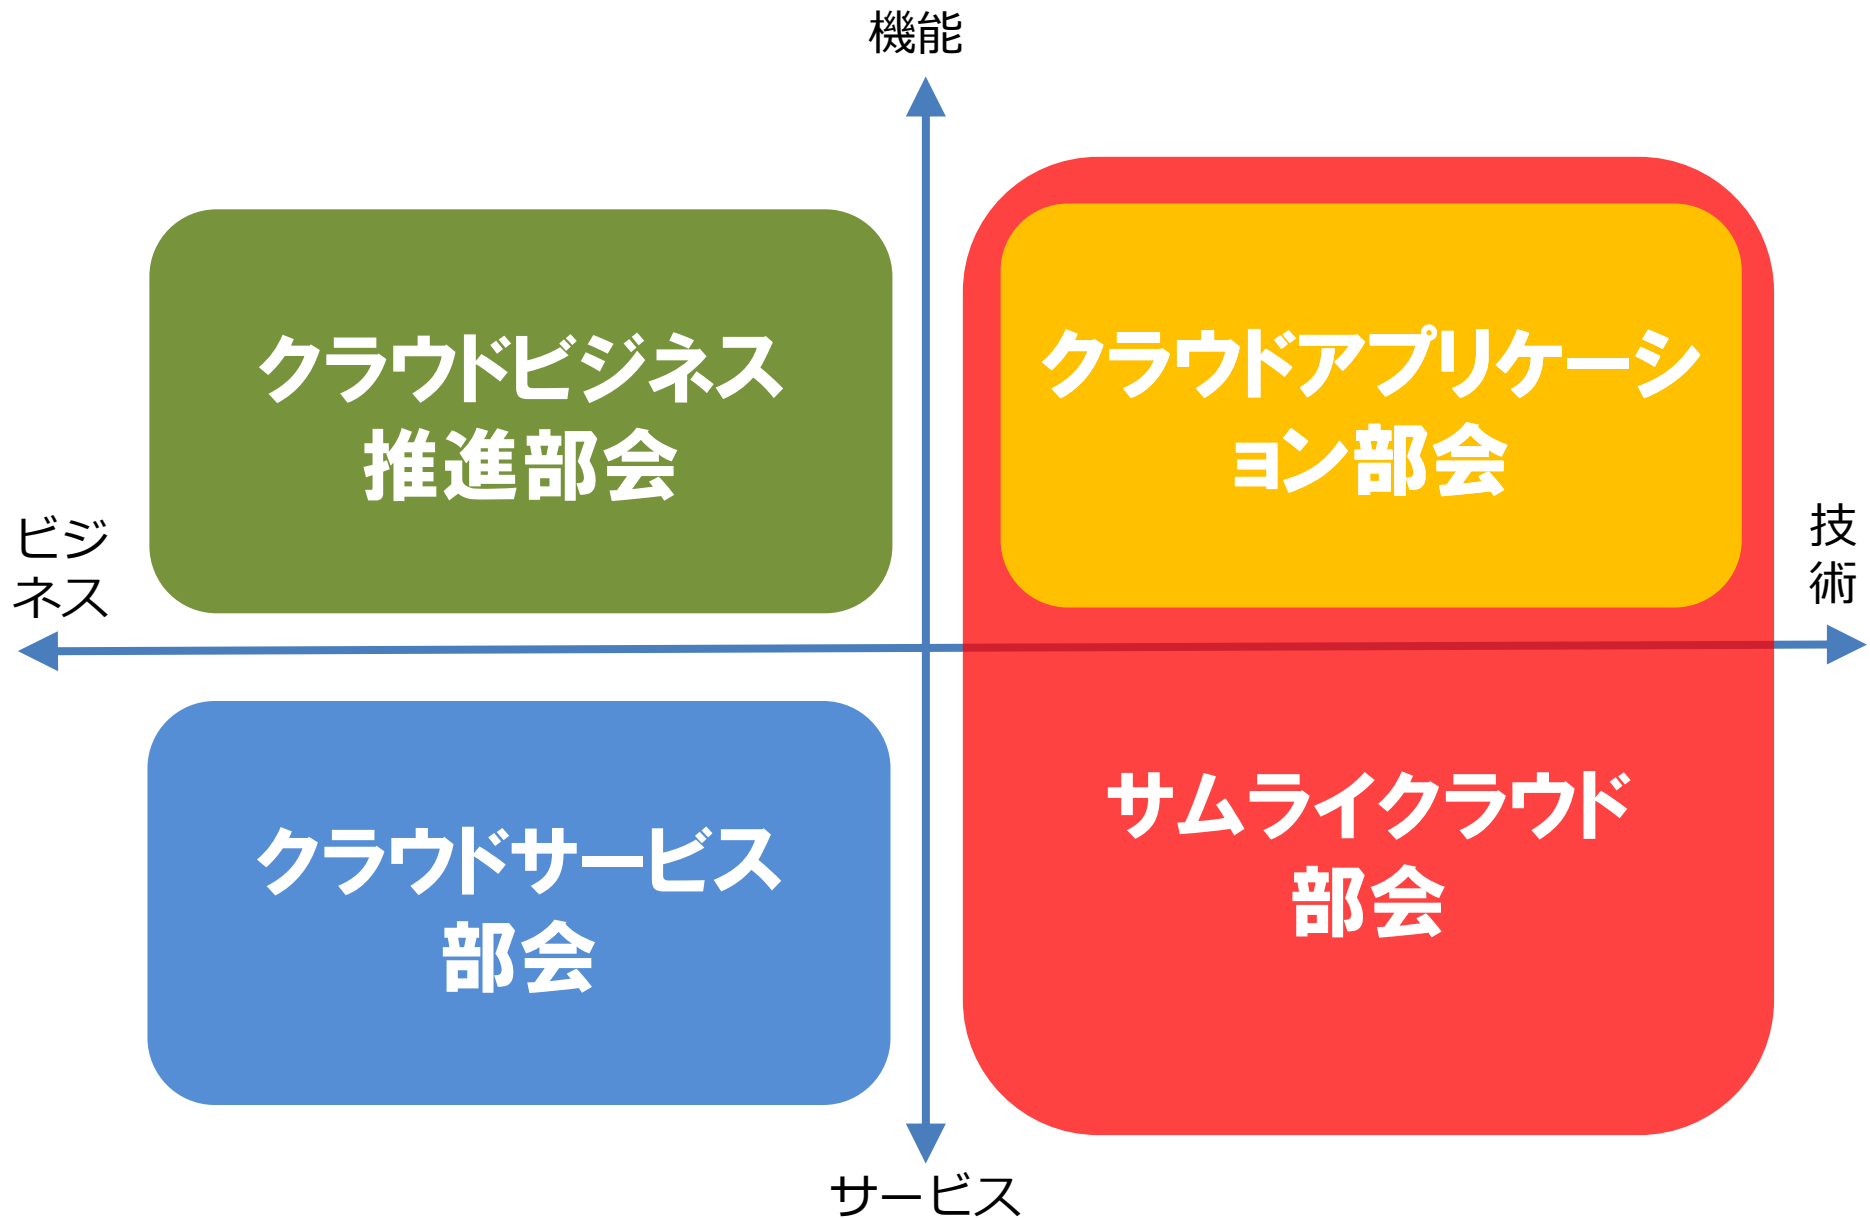 機能
クラウドビジネス
推進部会
クラウドアプリケーシ
ョン部会
ビジ
ネス
技
術
クラウドサービス
部会
サムライクラウド
部会
サービス